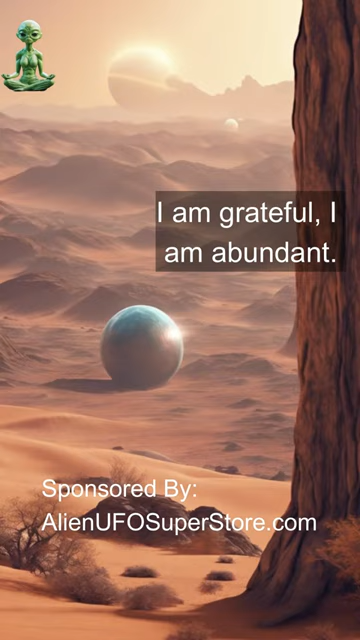 I am grateful, I
am abundant.
Sponsored By:
AlienUFOSuperStore.com